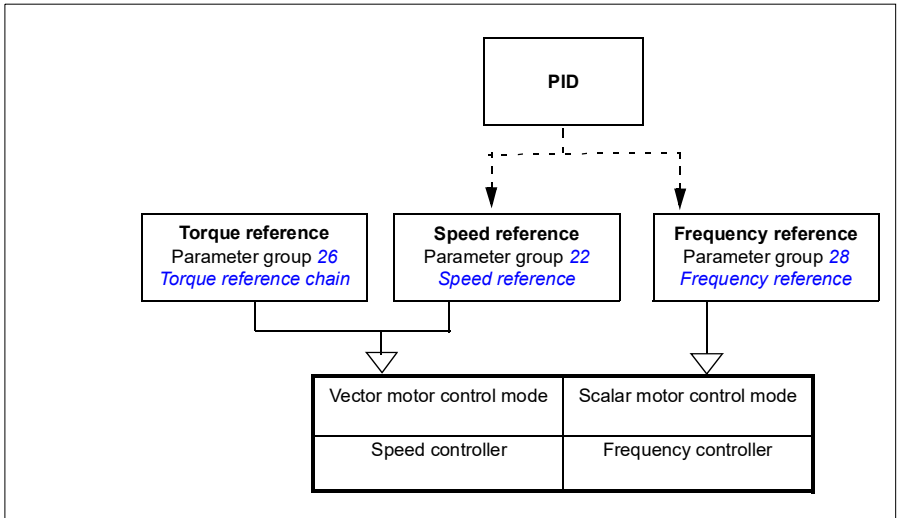 PID
Torque reference
Parameter group 26
Torque reference chain
Speed reference
Parameter group 22
Speed reference
Frequency reference
Parameter group 28
Frequency reference
Vector motor control mode
Scalar motor control mode
Speed controller
Frequency controller